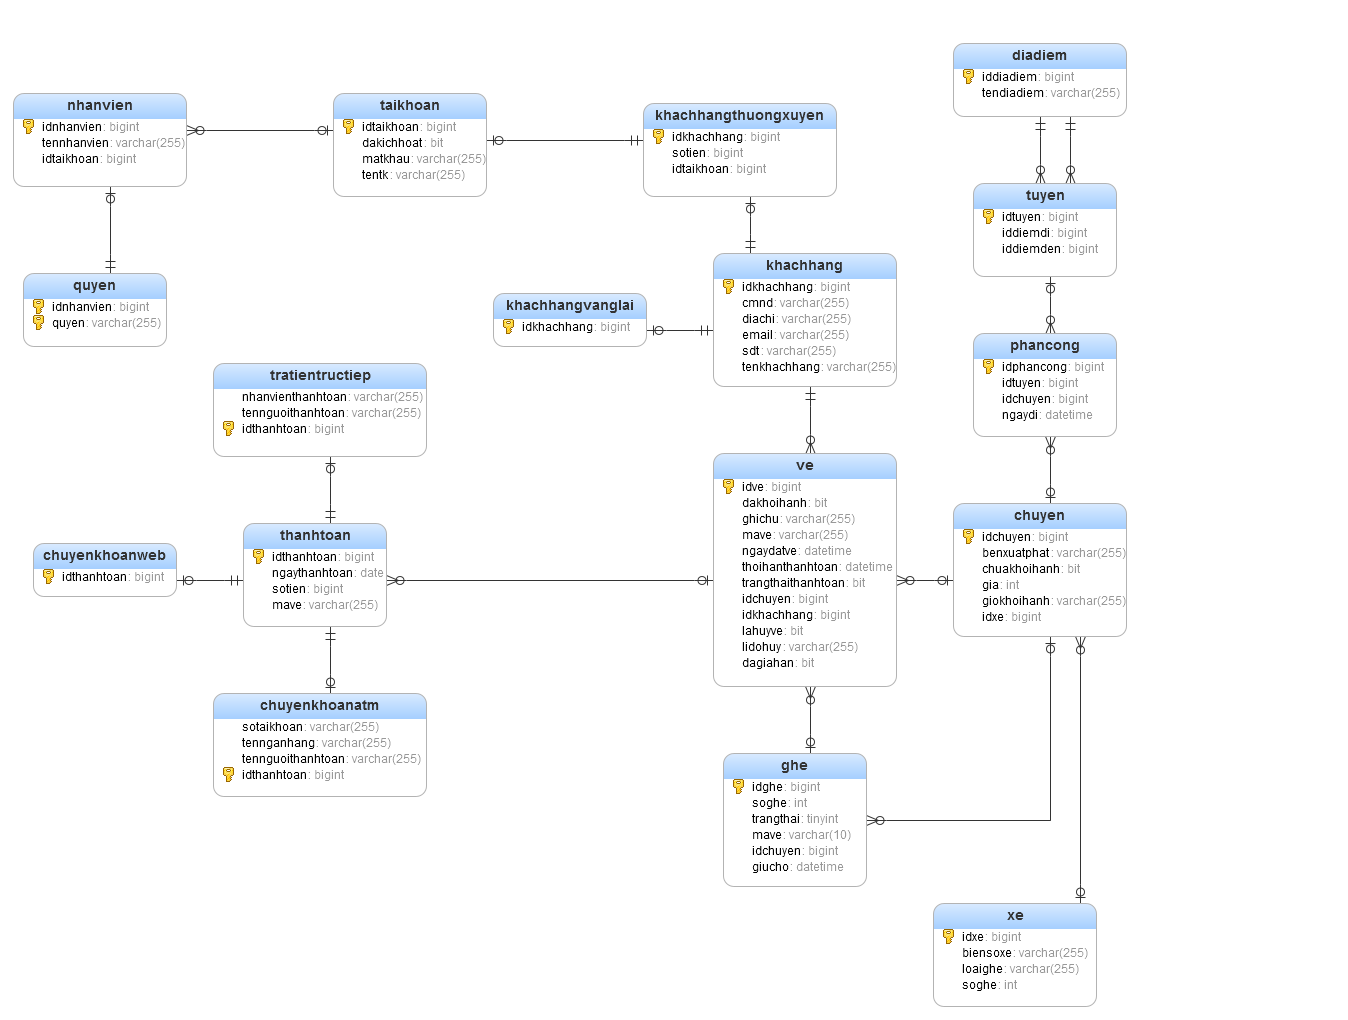 nhanvien
idnhanvien: bigint
tennhanvien: varchar(255)
idtaikhoan: bigint
taikhoan
idtaikhoan: bigint
dakichhoat: bit
matkhau: varchar(255)
tentk: varchar(255)
khachhangthuongxuyen
idkhachhang: bigint
sotien: bigint
idtaikhoan: bigint
diadiem
iddiadiem: bigint
tendiadiem: varchar(255)
tuyen
idtuyen: bigint
iddiemdi: bigint
iddiemden: bigint
quyen
idnhanvien: bigint
quyen: varchar(255)
khachhangvanglai
idkhachhang: bigint
khachhang
idkhachhang: bigint
cmnd: varchar(255)
diachi: varchar(255)
email: varchar(255)
sdt: varchar(255)
tenkhachhang: varchar(255)
phancong
idphancong: bigint
idtuyen: bigint
idchuyen: bigint
ngaydi: datetime
tratientructiep
nhanvienthanhtoan: varchar(255)
tennguoithanhtoan: varchar(255)
idthanhtoan: bigint
chuyenkhoanweb
idthanhtoan: bigint
thanhtoan
idthanhtoan: bigint
ngaythanhtoan: date
sotien: bigint
mave: varchar(255)
ve
idve: bigint
dakhoihanh: bit
ghichu: varchar(255)
mave: varchar(255)
ngaydatve: datetime
thoihanthanhtoan: datetime
trangthaithanhtoan: bit
idchuyen: bigint
idkhachhang: bigint
lahuyve: bit
lidohuy: varchar(255)
dagiahan: bit
chuyen
idchuyen: bigint
benxuatphat: varchar(255)
chuakhoihanh: bit
gia: int
giokhoihanh: varchar(255)
idxe: bigint
chuyenkhoanatm
sotaikhoan: varchar(255)
tennganhang: varchar(255)
tennguoithanhtoan: varchar(255)
idthanhtoan: bigint
ghe
idghe: bigint
soghe: int
trangthai: tinyint
mave: varchar(10)
idchuyen: bigint
giucho: datetime
xe
idxe: bigint
biensoxe: varchar(255)
loaighe: varchar(255)
soghe: int